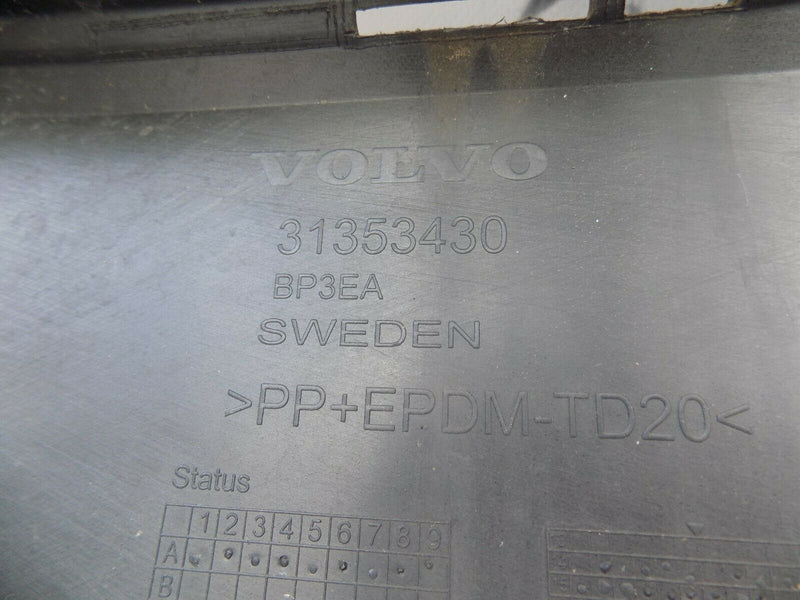 VOLVO
31353430
BP3EA
SWEDEN
>PP+EPDM-TD20<
Status
1 2 3 4 5 6 7 8 9
A
B